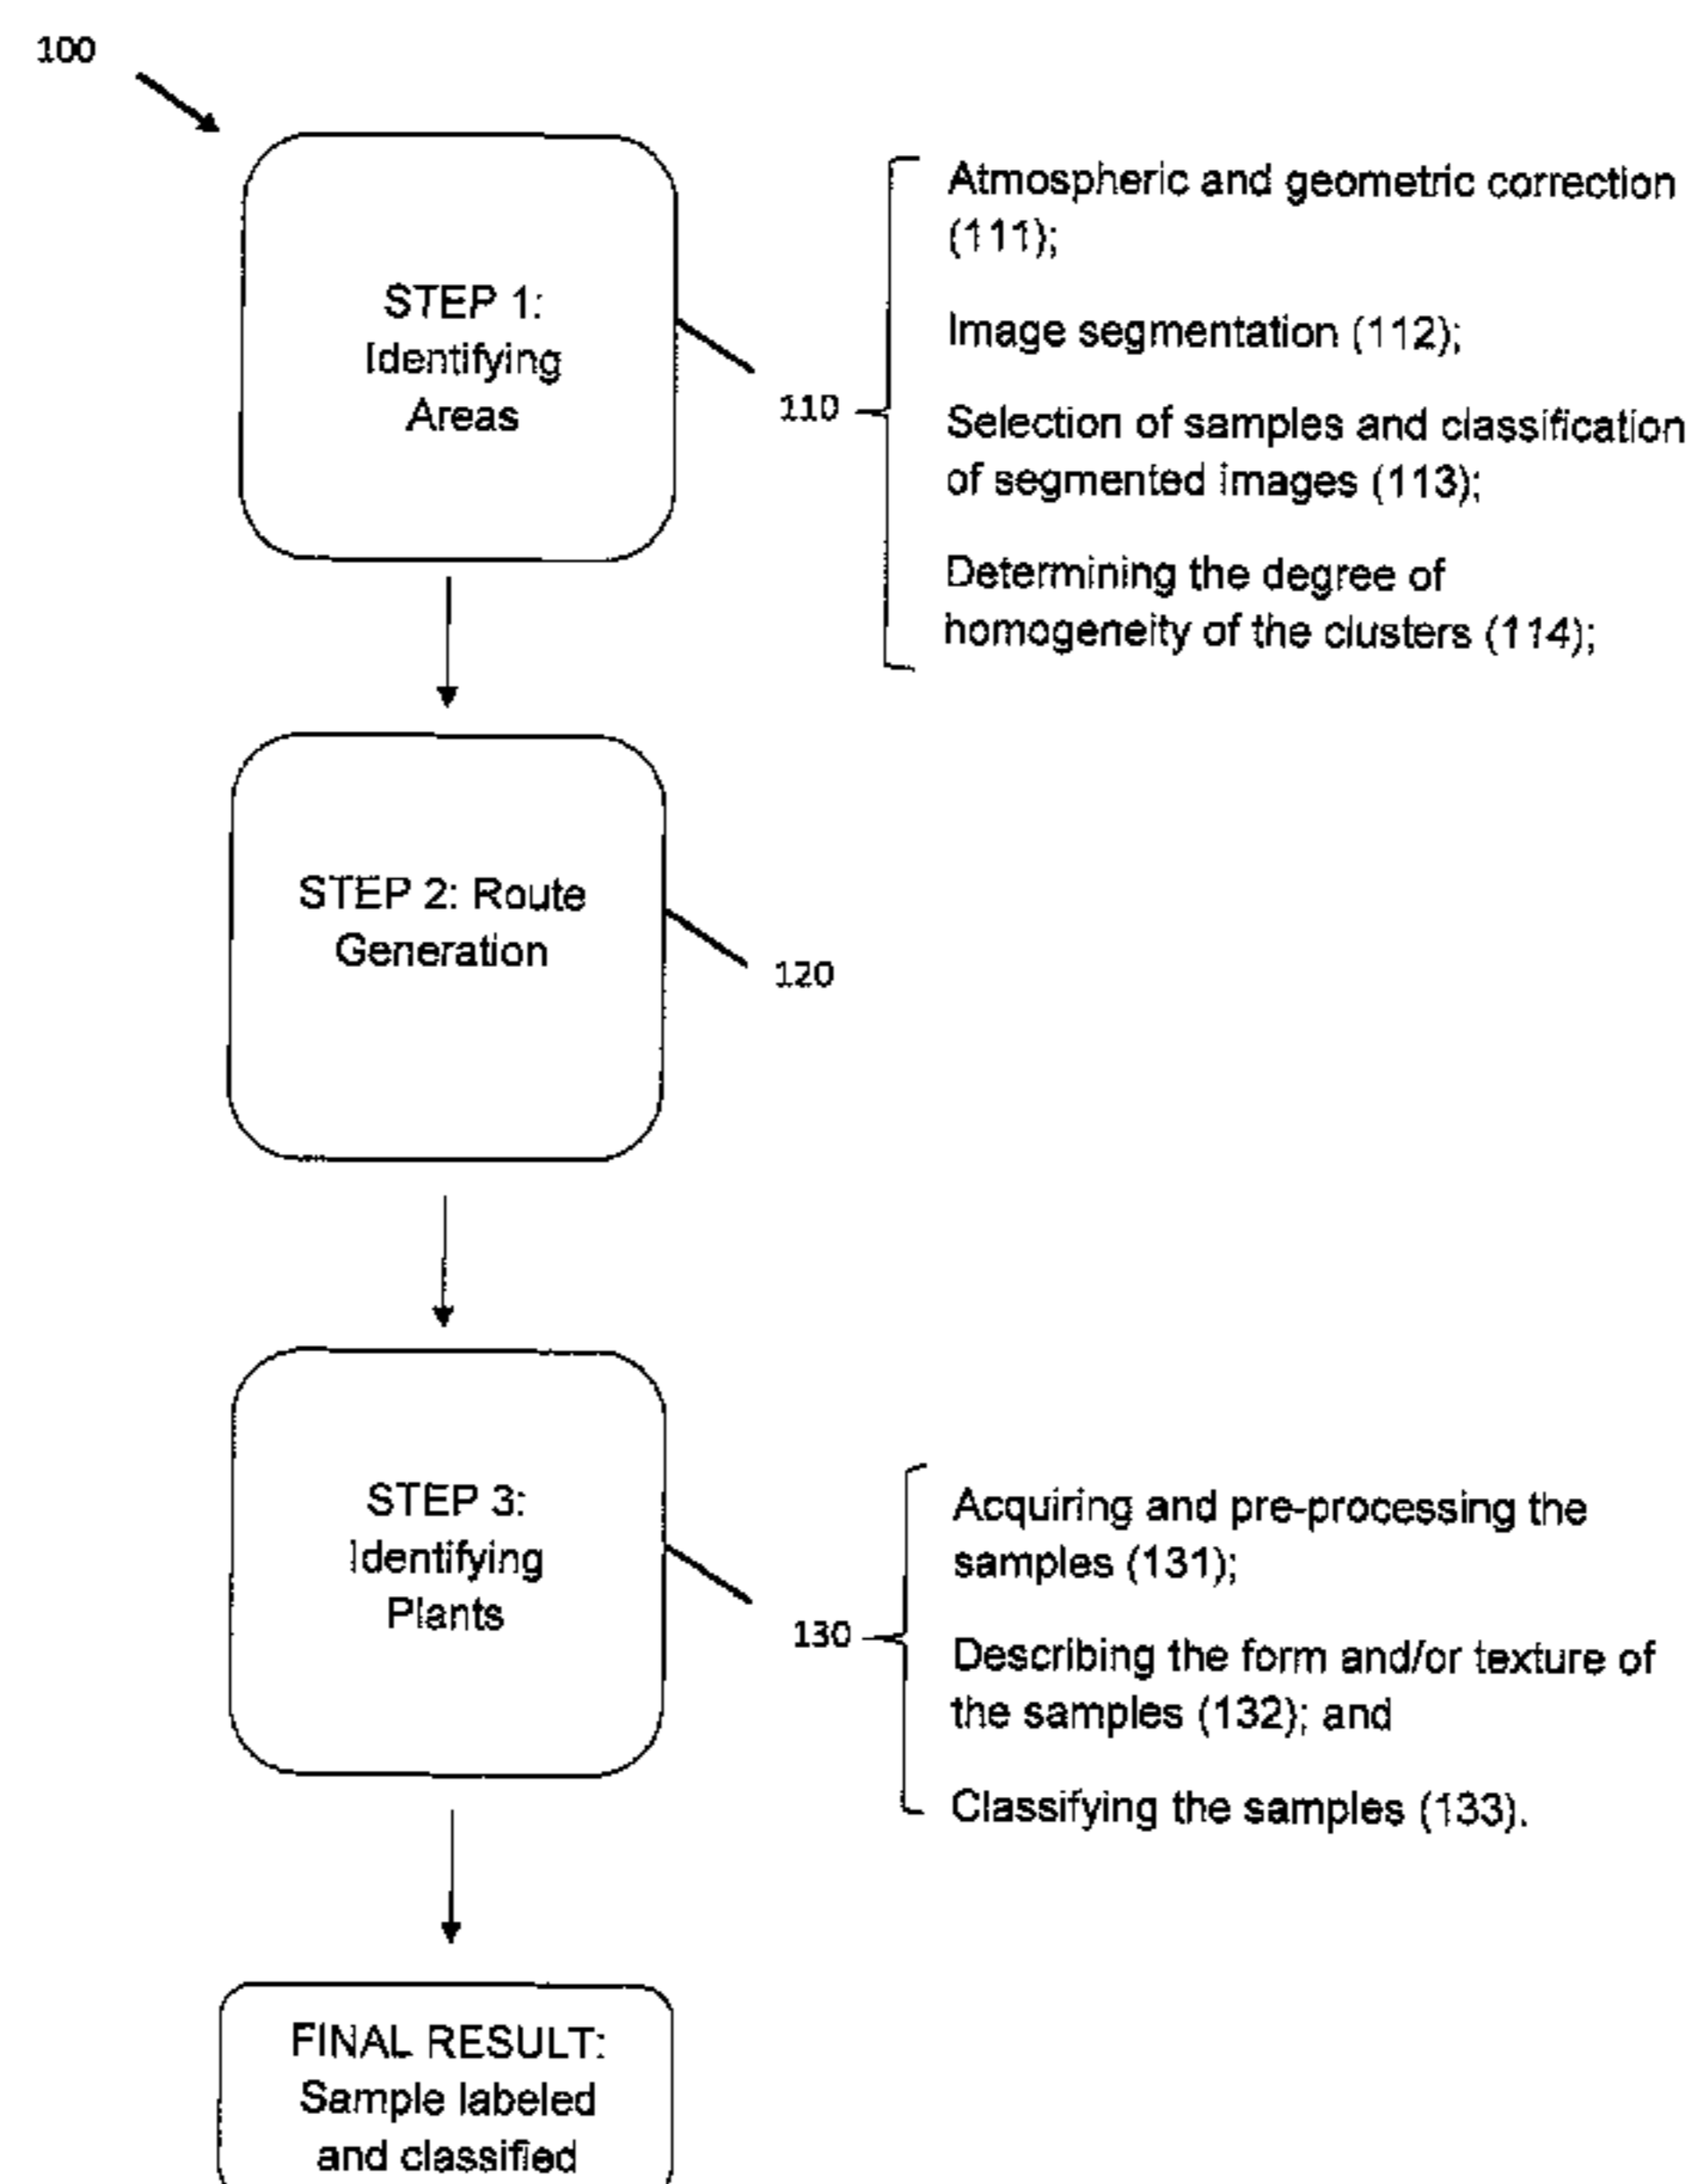 100
STEP 1:
Identifying
Areas
110
Atmospheric and geometric correction
(111);
Image segmentation (112);
Selection of samples and classification
of segmented images (113);
Determining the degree of
homogeneity of the clusters (114);
STEP 2: Route
Generation
120
STEP 3:
Identifying
Plants
130
Acquiring and pre-processing the
samples (131);
Describing the form and/or texture of
the samples (132); and
Classifying the samples (133).
FINAL RESULT:
Sample labeled
and classified